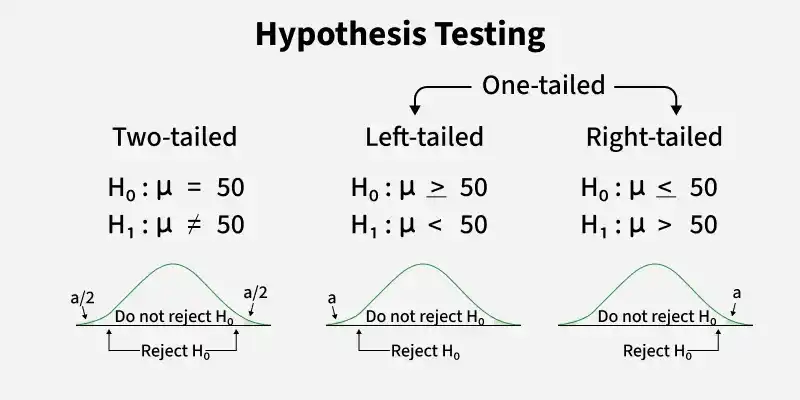 Hypothesis Testing
One-tailed
Two-tailed
H₀ : μ = 50
H₁ : μ ≠ 50
a/2
a/2
Do not reject H₀
Reject H₀
Left-tailed
H₀ : μ ≥ 50
H₁ : μ < 50
a
Do not reject H₀
Reject H₀
Right-tailed
H₀ : μ ≤ 50
H₁ : μ > 50
a
Do not reject H₀
Reject H₀